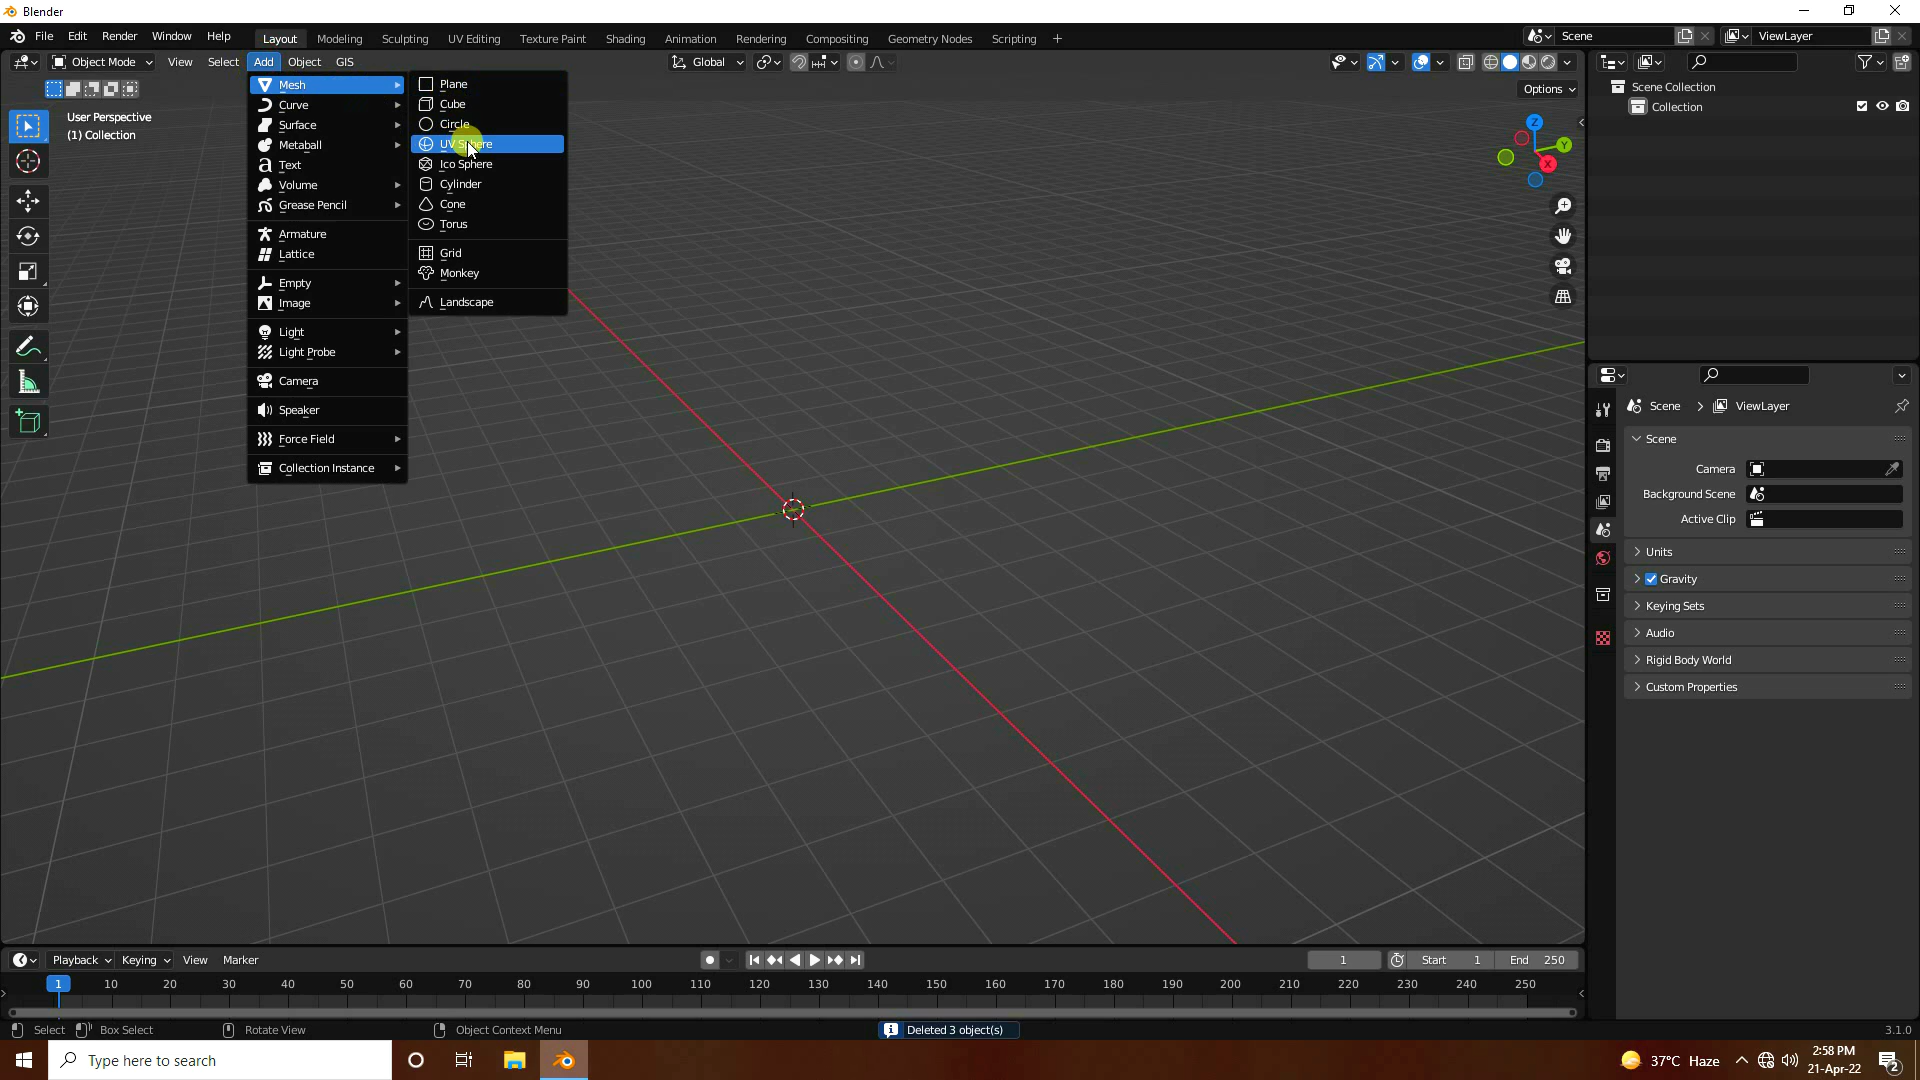 Blender
File Edit Render Window Help Layout Modeling Sculpting UV Editing Texture Paint Shading Animation Rendering Compositing Geometry Nodes Scripting + Scene ViewLayer
Object Mode View Select Add Object GIS Global
Options
User Perspective
(1) Collection
Mesh
Curve
Surface
Metaball
Text
Volume
Grease Pencil
Armature
Lattice
Empty
Image
Light
Light Probe
Camera
Speaker
Force Field
Collection Instance
Plane
Cube
Circle
UV Sphere
Ico Sphere
Cylinder
Cone
Torus
Grid
Monkey
Landscape
Z
Y
X
Scene Collection
Collection
Scene > ViewLayer
Scene
Camera
Background Scene
Active Clip
Units
Gravity
Keying Sets
Audio
Rigid Body World
Custom Properties
Playback Keying View Marker 1 Start 1 End 250
1 10 20 30 40 50 60 70 80 90 100 110 120 130 140 150 160 170 180 190 200 210 220 230 240 250
Select Box Select Rotate View Object Context Menu Deleted 3 object(s) 3.1.0
Type here to search
37°C Haze
2:58 PM
21-Apr-22
2